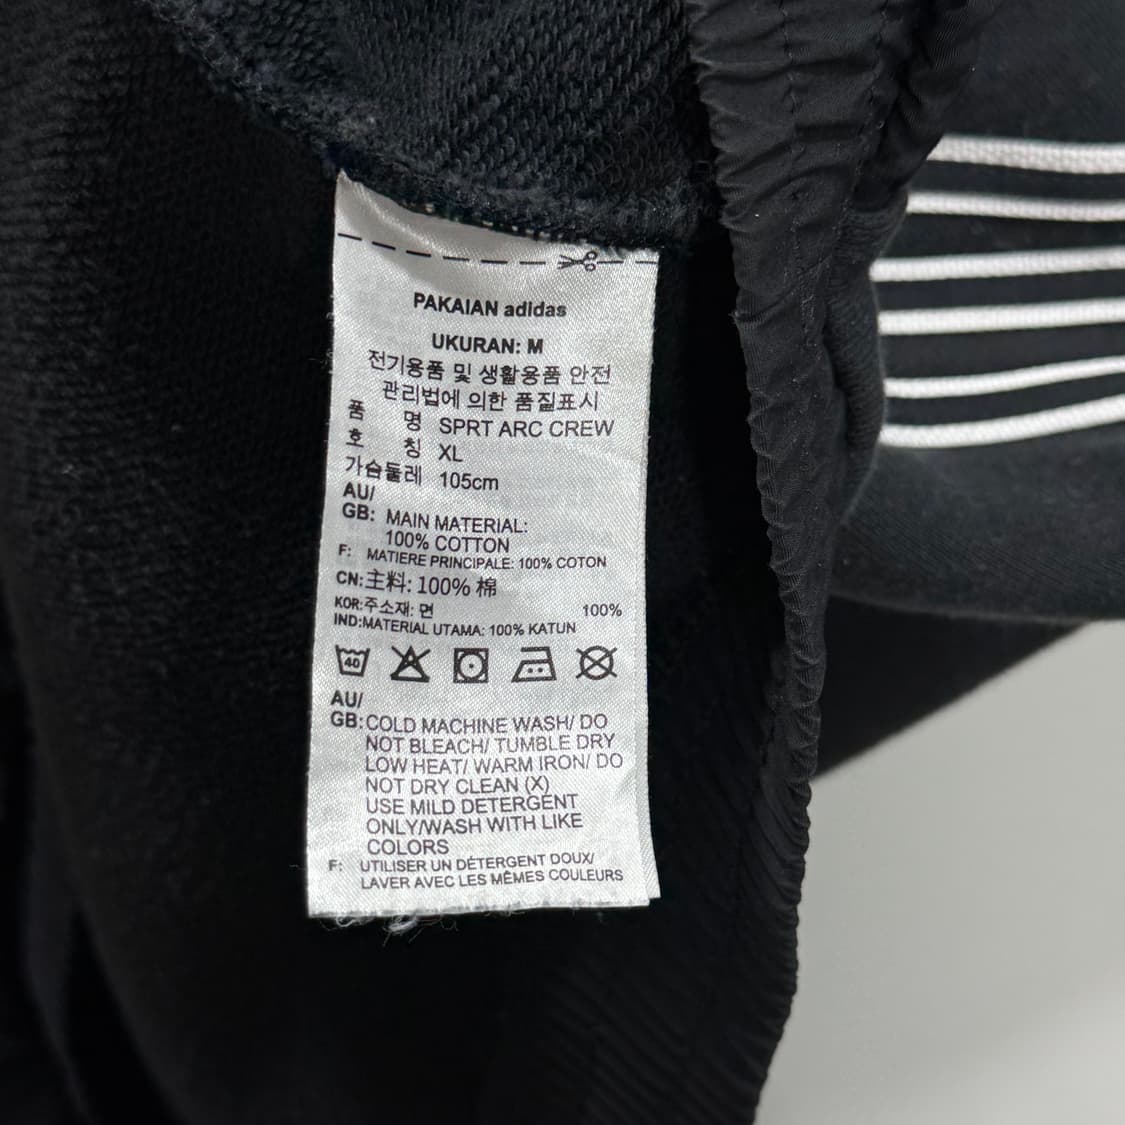 PAKAIAN adidas
UKURAN: M
전기용품 및 생활용품 안전
관리법에 의한 품질표시
품 명 SPRT ARC CREW
호 칭 XL
가슴둘레 105cm
AU/
GB: MAIN MATERIAL:
100% COTTON
F: MATIERE PRINCIPALE: 100% COTON
CN:主料: 100% 棉
KOR:주소재: 면 100%
IND:MATERIAL UTAMA: 100% KATUN
40
AU/
GB:COLD MACHINE WASH/ DO
NOT BLEACH/ TUMBLE DRY
LOW HEAT/ WARM IRON/ DO
NOT DRY CLEAN (X)
USE MILD DETERGENT
ONLY/WASH WITH LIKE
COLORS
F: UTILISER UN DÉTERGENT DOUX/
LAVER AVEC LES MÊMES COULEURS